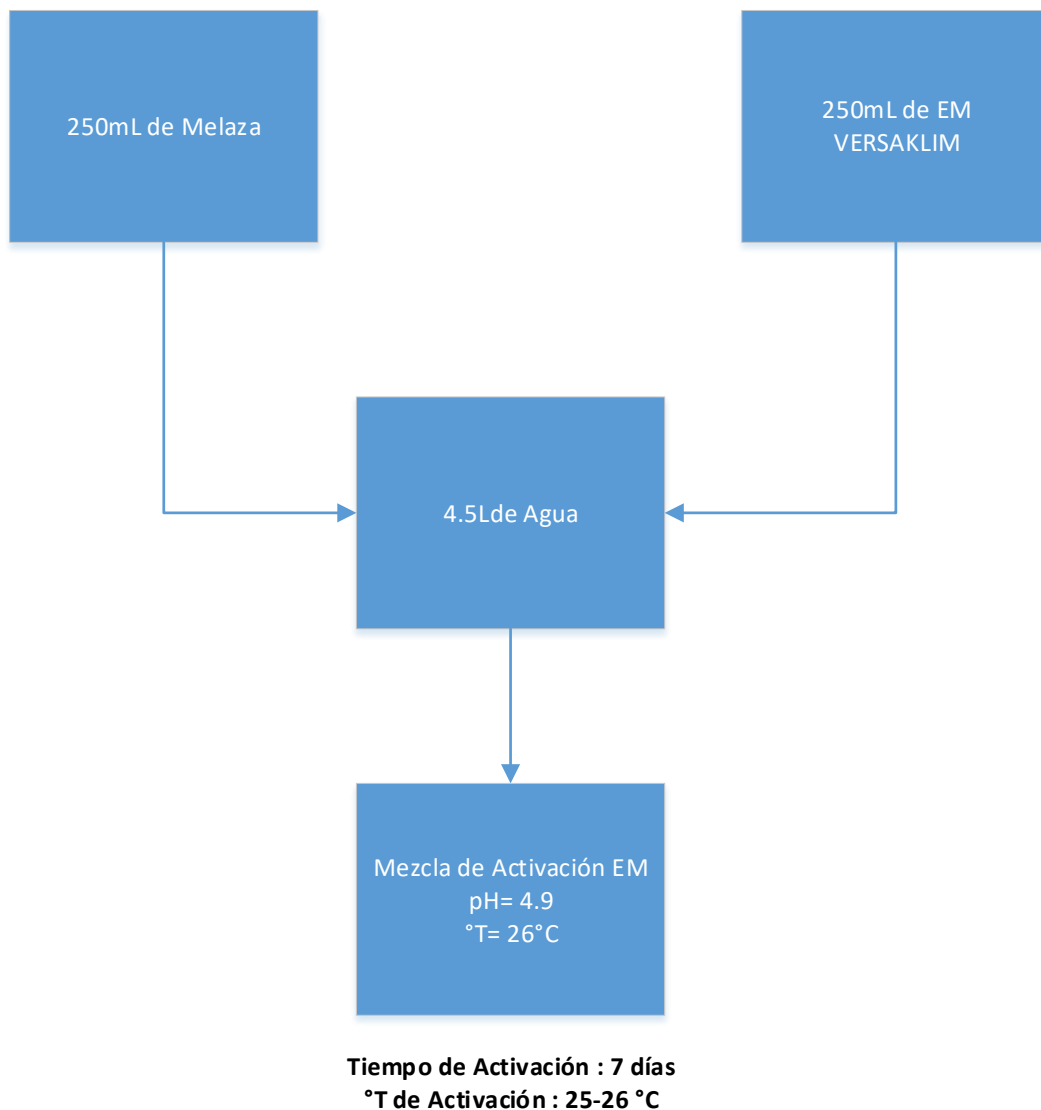 250mL de Melaza
250mL de EM
VERSAKLIM
4.5Lde Agua
Mezcla de Activación EM
pH= 4.9
°T= 26°C
Tiempo de Activación : 7 días
°T de Activación : 25-26 °C